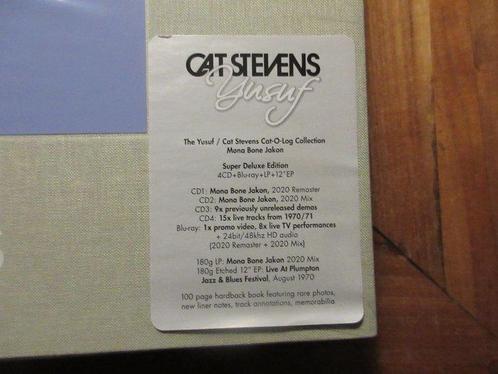 CAT STEVENS
Yusuf
The Yusuf / Cat Stevens Cat-O-Log Collection
Mona Bone Jakon
Super Deluxe Edition
4CD+Blu-ray+LP+12"EP
CD1: Mona Bone Jakon, 2020 Remaster
CD2: Mona Bone Jakon, 2020 Mix
CD3: 9x previously unreleased demos
CD4: 15x live tracks from 1970/71
Blu-ray: 1x promo video, 8x live TV performances
+ 24bit/48khz HD audio
(2020 Remaster + 2020 Mix)
180g LP: Mona Bone Jakon 2020 Mix
180g Etched 12" EP: Live At Plumpton
Jazz & Blues Festival, August 1970
100 page hardback book featuring rare photos,
new liner notes, track annotations, memorabilia